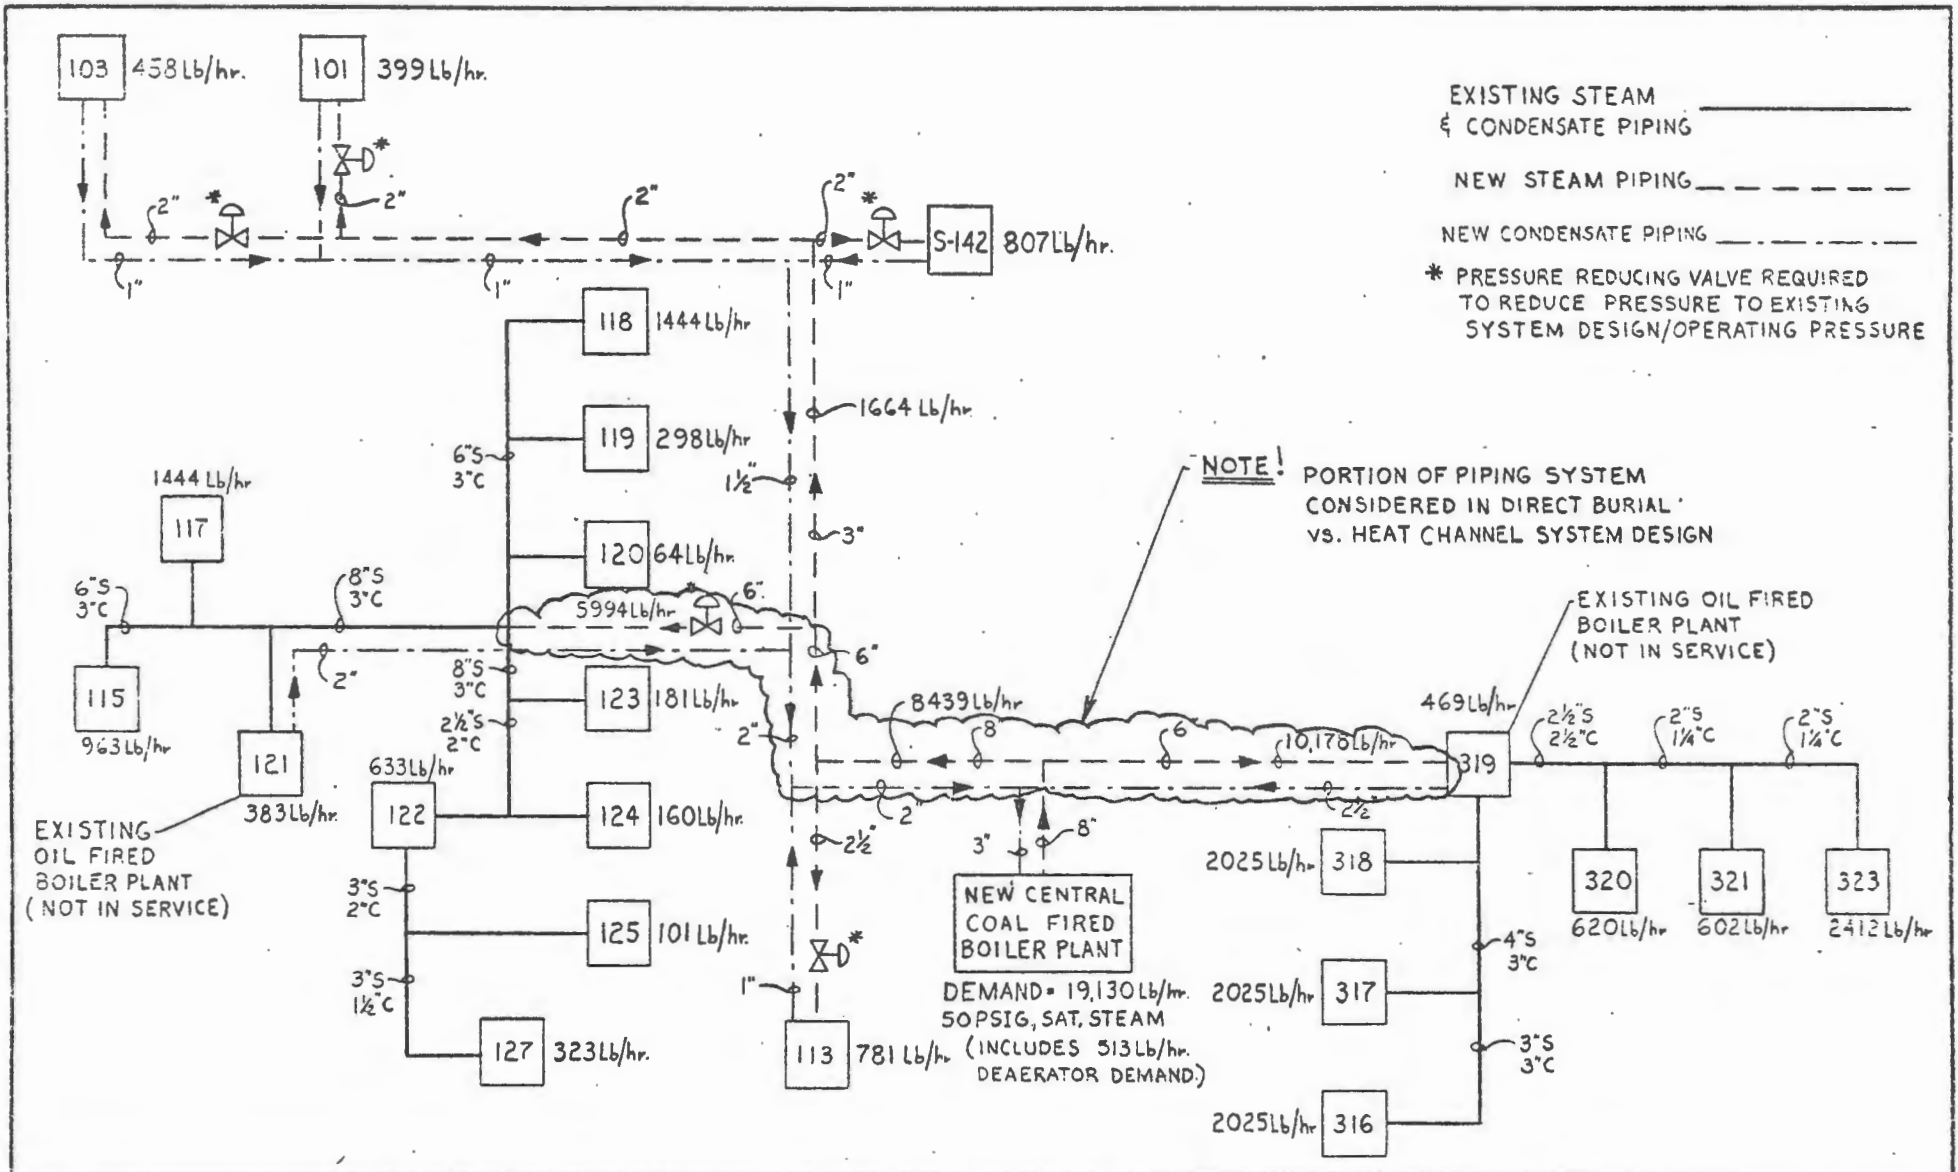 103 458 Lb/hr.
101 399 Lb/hr.
EXISTING STEAM
& CONDENSATE PIPING
NEW STEAM PIPING
NEW CONDENSATE PIPING
* PRESSURE REDUCING VALVE REQUIRED
TO REDUCE PRESSURE TO EXISTING
SYSTEM DESIGN/OPERATING PRESSURE
*
2"
2"
*
2"
2"
*
S-142 807 Lb/hr.
1"
1"
1"
118 1444 Lb/hr
119 298 Lb/hr
1664 Lb/hr
6"S
3"C
1½"
3"
NOTE! PORTION OF PIPING SYSTEM
CONSIDERED IN DIRECT BURIAL
VS. HEAT CHANNEL SYSTEM DESIGN
1444 Lb/hr
117
120 64 Lb/hr.
6"S
3"C
8"S
3"C
5994 Lb/hr
*
6"
6"
EXISTING OIL FIRED
BOILER PLANT
(NOT IN SERVICE)
115
963 Lb/hr
2"
8"S
3"C
2½"S
2"C
123 181 Lb/hr
121
383 Lb/hr.
2"
8439 Lb/hr
8
6
10,178 Lb/hr
469 Lb/hr
319
2½"S
2½"C
2"S
1¼"C
2"S
1¼"C
EXISTING
OIL FIRED
BOILER PLANT
(NOT IN SERVICE)
633 Lb/hr
122
124 160 Lb/hr.
2"
2½"
2½"
3"
8"
3"S
2"C
125 101 Lb/hr.
3"S
1½"C
127 323 Lb/hr.
1"
*
113 781 Lb/hr
NEW CENTRAL
COAL FIRED
BOILER PLANT
DEMAND = 19,130 Lb/hr.
50 PSIG, SAT. STEAM
(INCLUDES 513 Lb/hr.
DEAERATOR DEMAND.)
2025 Lb/hr 318
320
620 Lb/hr
321
602 Lb/hr
323
2412 Lb/hr
4"S
3"C
2025 Lb/hr 317
3"S
3"C
2025 Lb/hr 316